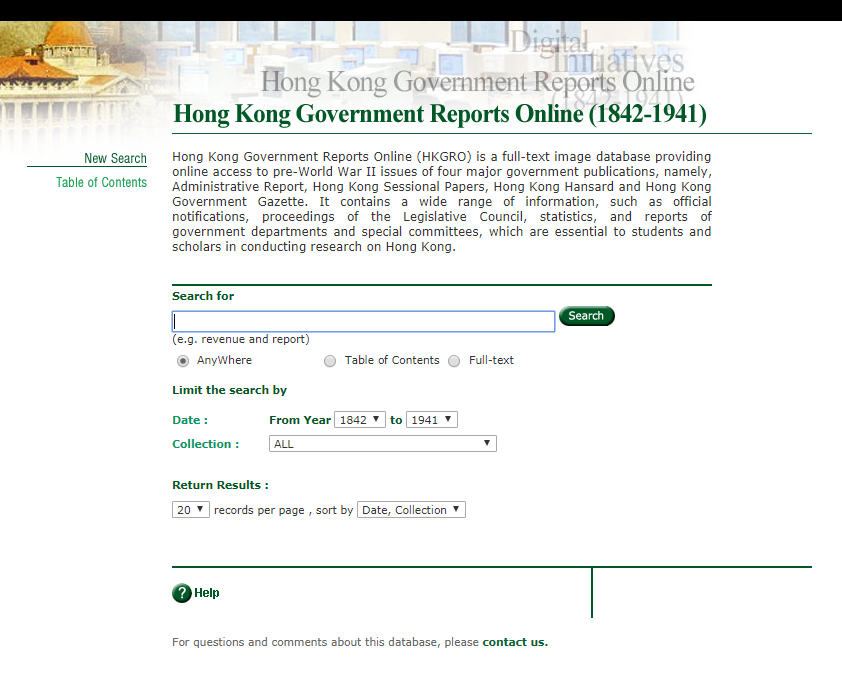 Digital
Initiatives
Hong Kong Government Reports Online
(1842-1941)
Hong Kong Government Reports Online (1842-1941)
New Search
Table of Contents
Hong Kong Government Reports Online (HKGRO) is a full-text image database providing
online access to pre-World War II issues of four major government publications, namely,
Administrative Report, Hong Kong Sessional Papers, Hong Kong Hansard and Hong Kong
Government Gazette. It contains a wide range of information, such as official
notifications, proceedings of the Legislative Council, statistics, and reports of
government departments and special committees, which are essential to students and
scholars in conducting research on Hong Kong.
Search for
Search
(e.g. revenue and report)
AnyWhere Table of Contents Full-text
Limit the search by
Date : From Year 1842 to 1941
Collection : ALL
Return Results :
20 records per page , sort by Date, Collection
? Help
For questions and comments about this database, please contact us.